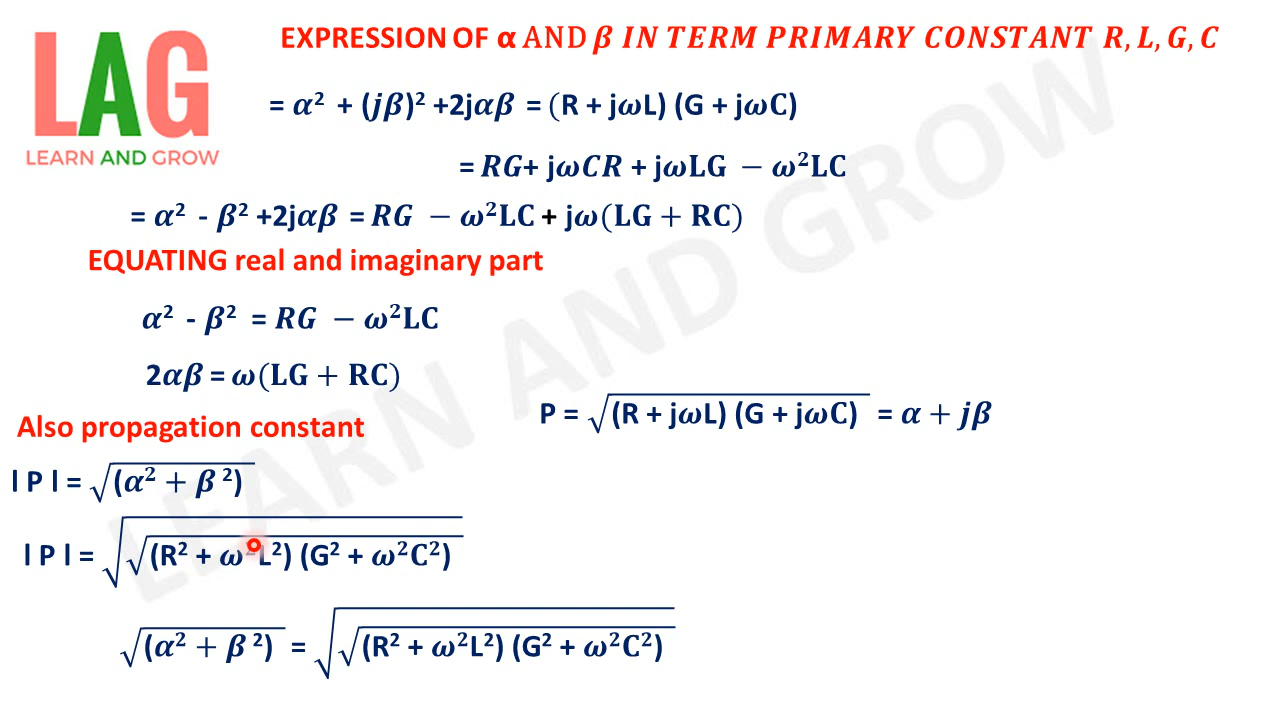 LAG
LEARN AND GROW
EXPRESSION OF α AND β IN TERM PRIMARY CONSTANT R, L, G, C
= α² + (jβ)² +2jαβ = (R + jωL) (G + jωC)
= RG+ jωCR + jωLG − ω²LC
= α² - β² +2jαβ = RG − ω²LC + jω(LG + RC)
EQUATING real and imaginary part
α² - β² = RG − ω²LC
2αβ = ω(LG + RC)
P = √(R + jωL) (G + jωC) = α + jβ
Also propagation constant
l P l = √(α² + β ²)
l P l = √√(R² + ω²L²) (G² + ω²C²)
√(α² + β ²) = √√(R² + ω²L²) (G² + ω²C²)
LEARN AND GROW